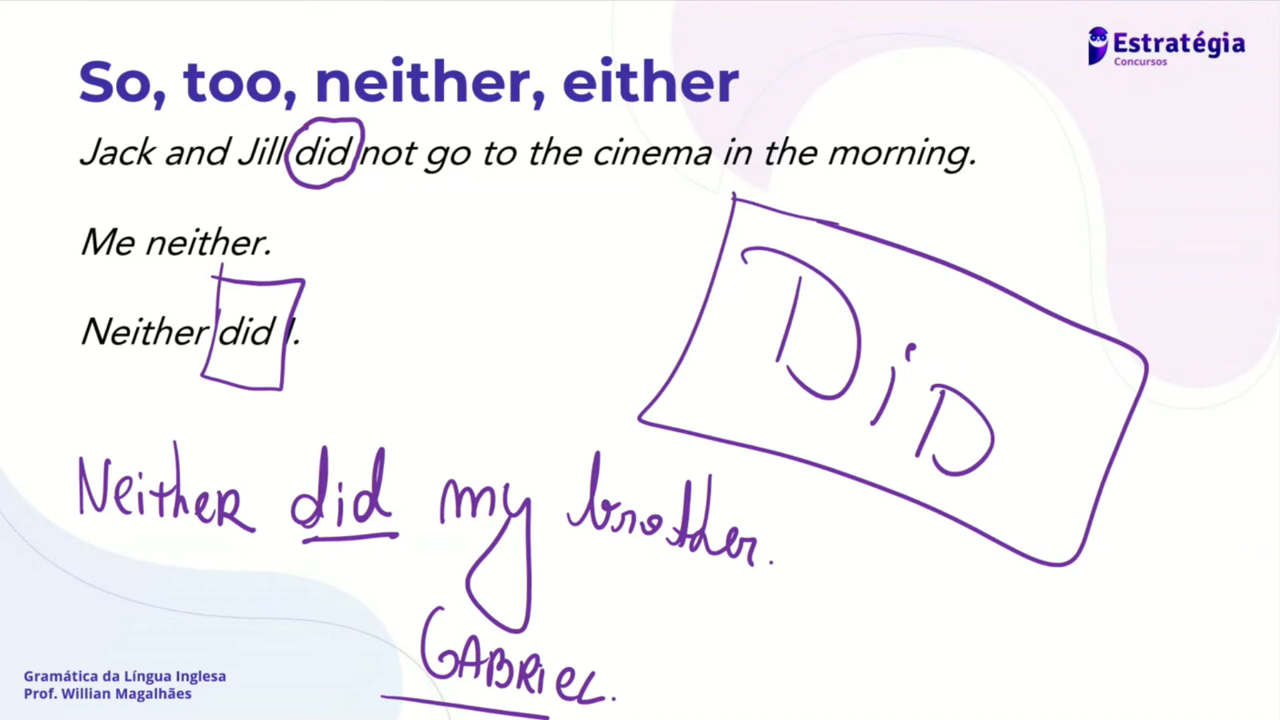 Estratégia
Concursos
So, too, neither, either
Jack and Jill did not go to the cinema in the morning.
Me neither.
Neither did I.
DiD
Neither did my brother.
GABRiEL.
Gramática da Língua Inglesa
Prof. Willian Magalhães